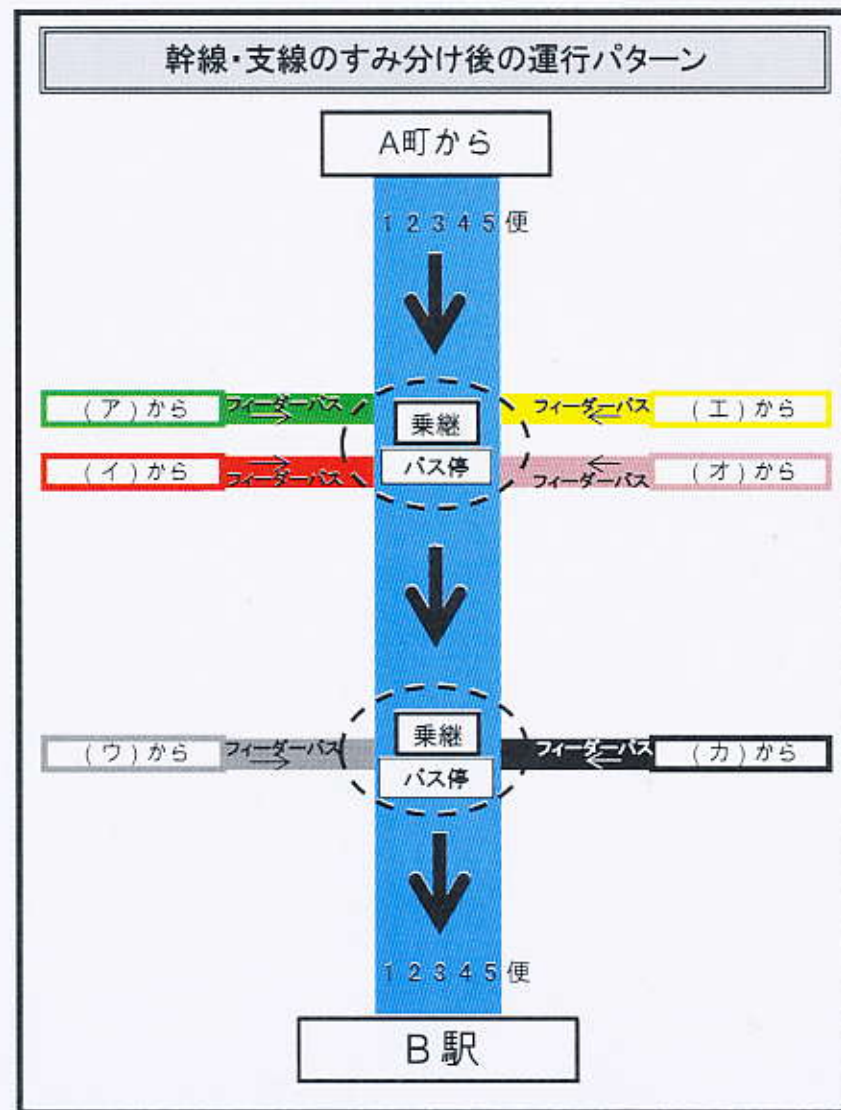 幹線・支線のすみ分け後の運行パターン
A町から
1 2 3 4 5 便
(ア)から
フィーダーバス
フィーダーバス
(エ)から
乗継
(イ)から
フィーダーバス
バス停
フィーダーバス
(オ)から
乗継
(ウ)から
フィーダーバス
フィーダーバス
(カ)から
バス停
1 2 3 4 5 便
B駅